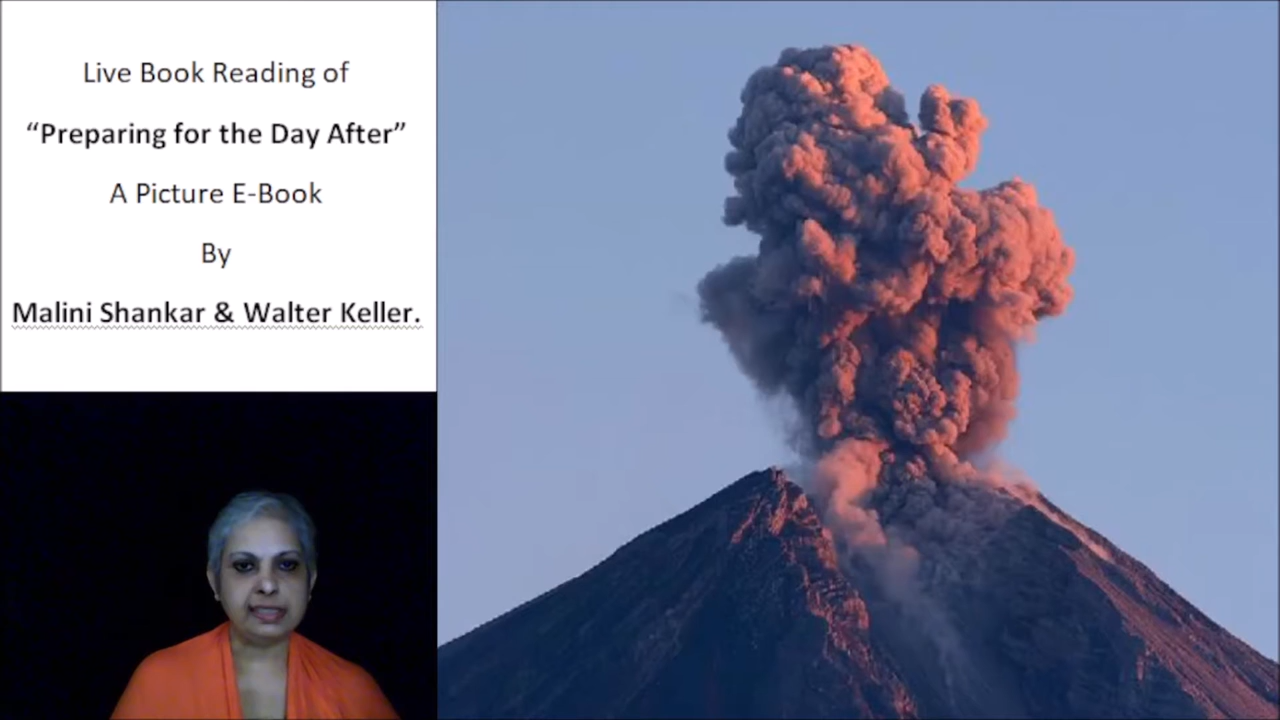 Live Book Reading of
“Preparing for the Day After”
A Picture E-Book
By
Malini Shankar & Walter Keller.